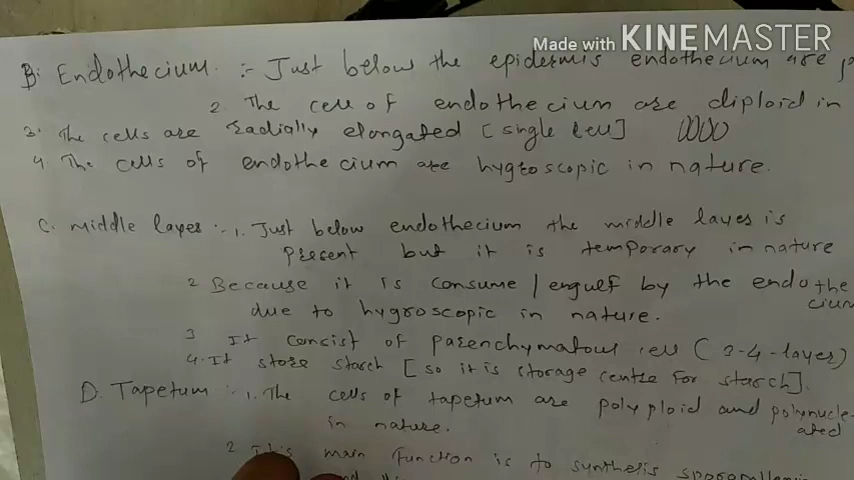 Made with KINEMASTER
B: Endothecium :- Just below the epidermis endothecium are
2. The cell of endothecium are diploid in
3. The cells are radially elongated [single cell]
4. The cells of endothecium are hygroscopic in nature.
C. Middle layer :- 1. Just below endothecium the middle layer is
present but it is temporary in nature
2 Because it is consume / engulf by the endothe
cium
due to hygroscopic in nature.
3 It consist of parenchymatous cell (3-4-layer)
4. It store starch [so it is storage centre for starch].
D. Tapetum :- 1. The cells of tapetum are polyploid and polynucle
ated
in nature.
2 This main function is to synthesis